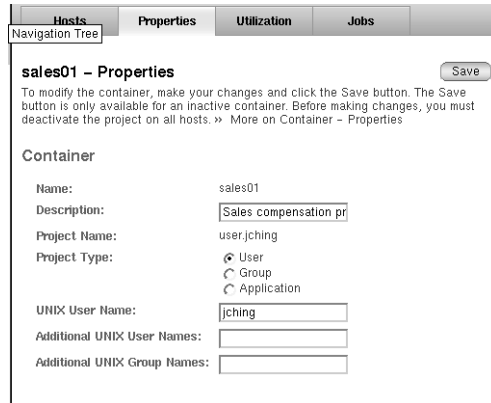 Hosts Properties Utilization Jobs
Navigation Tree
sales01 – Properties Save
To modify the container, make your changes and click the Save button. The Save
button is only available for an inactive container. Before making changes, you must
deactivate the project on all hosts. » More on Container – Properties
Container
Name: sales01
Description: Sales compensation pr
Project Name: user.jching
Project Type: User
Group
Application
UNIX User Name: jching
Additional UNIX User Names:
Additional UNIX Group Names: